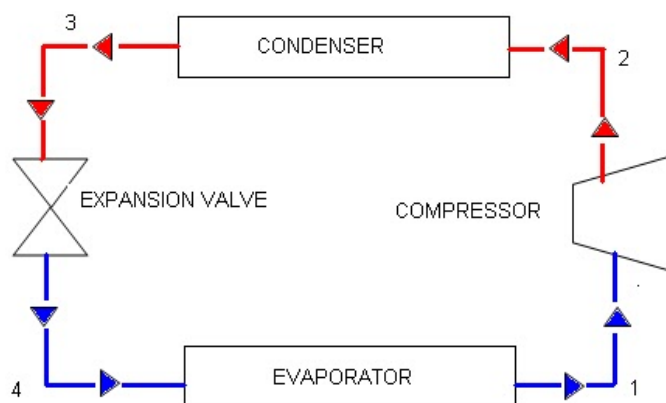 3
CONDENSER
2
EXPANSION VALVE
COMPRESSOR
4
EVAPORATOR
1